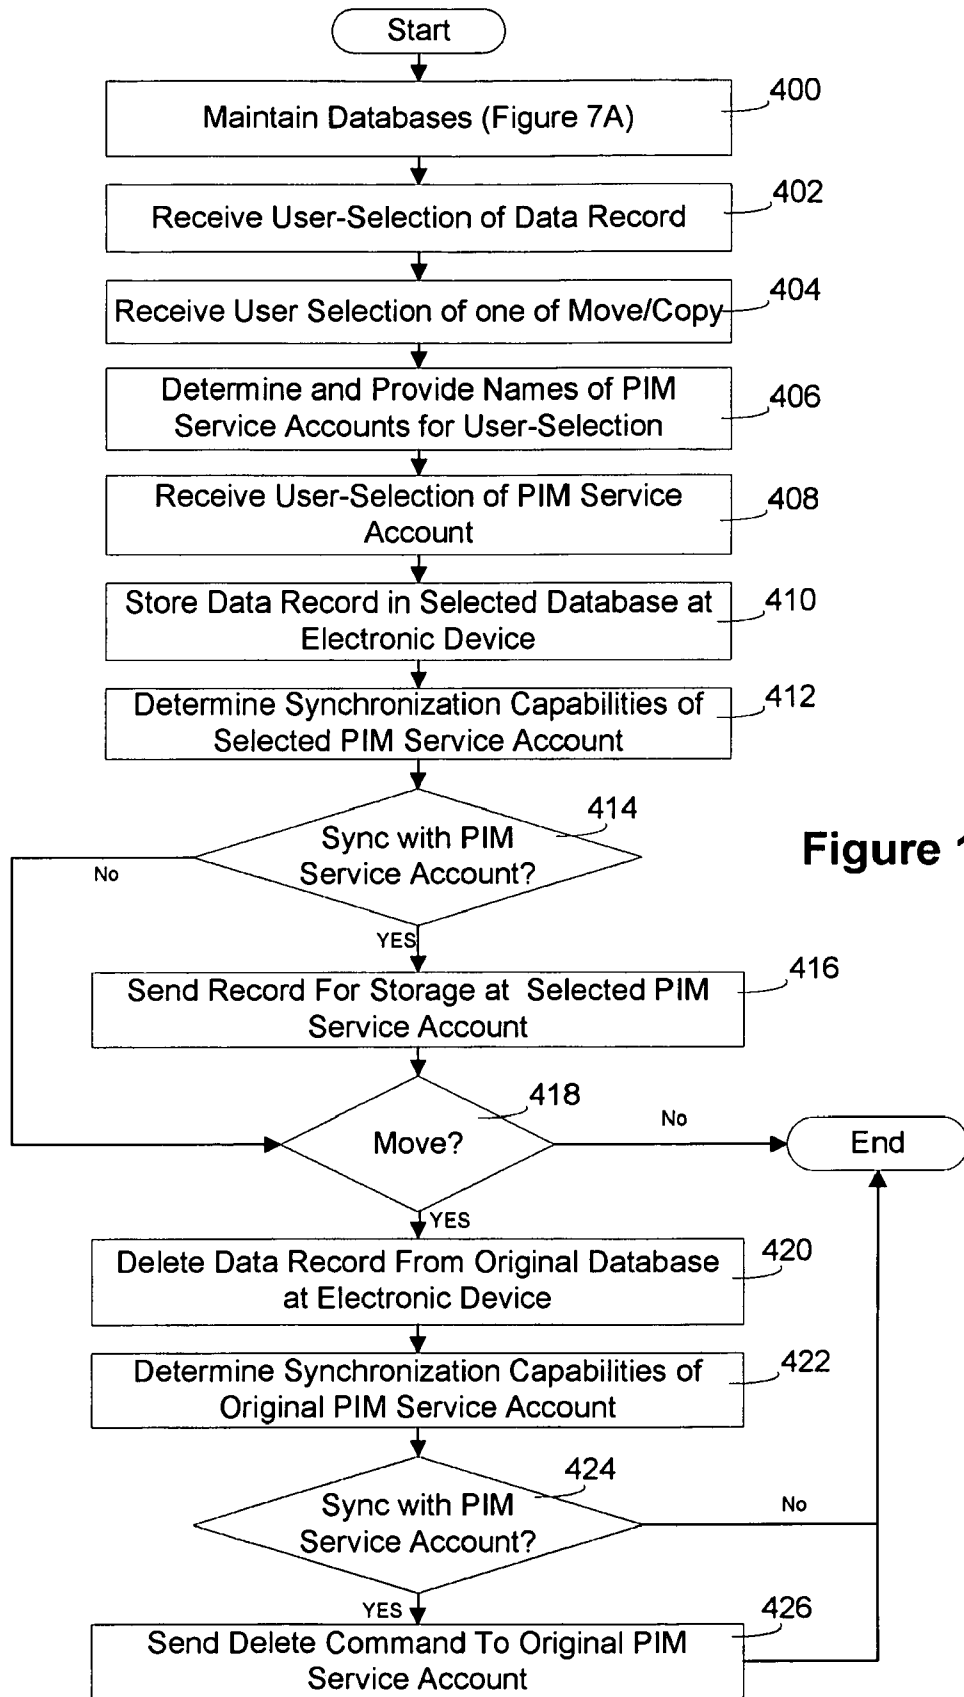 Start
400
Maintain Databases (Figure 7A)
402
Receive User-Selection of Data Record
404
Receive User Selection of one of Move/Copy
Determine and Provide Names of PIM
Service Accounts for User-Selection
406
Receive User-Selection of PIM Service
Account
408
Store Data Record in Selected Database at
Electronic Device
410
Determine Synchronization Capabilities of
Selected PIM Service Account
412
414
Sync with PIM
Service Account?
Figure 1
No
YES
Send Record For Storage at Selected PIM
Service Account
416
418
Move?
No
End
YES
Delete Data Record From Original Database
at Electronic Device
420
Determine Synchronization Capabilities of
Original PIM Service Account
422
424
Sync with PIM
Service Account?
No
YES
426
Send Delete Command To Original PIM
Service Account